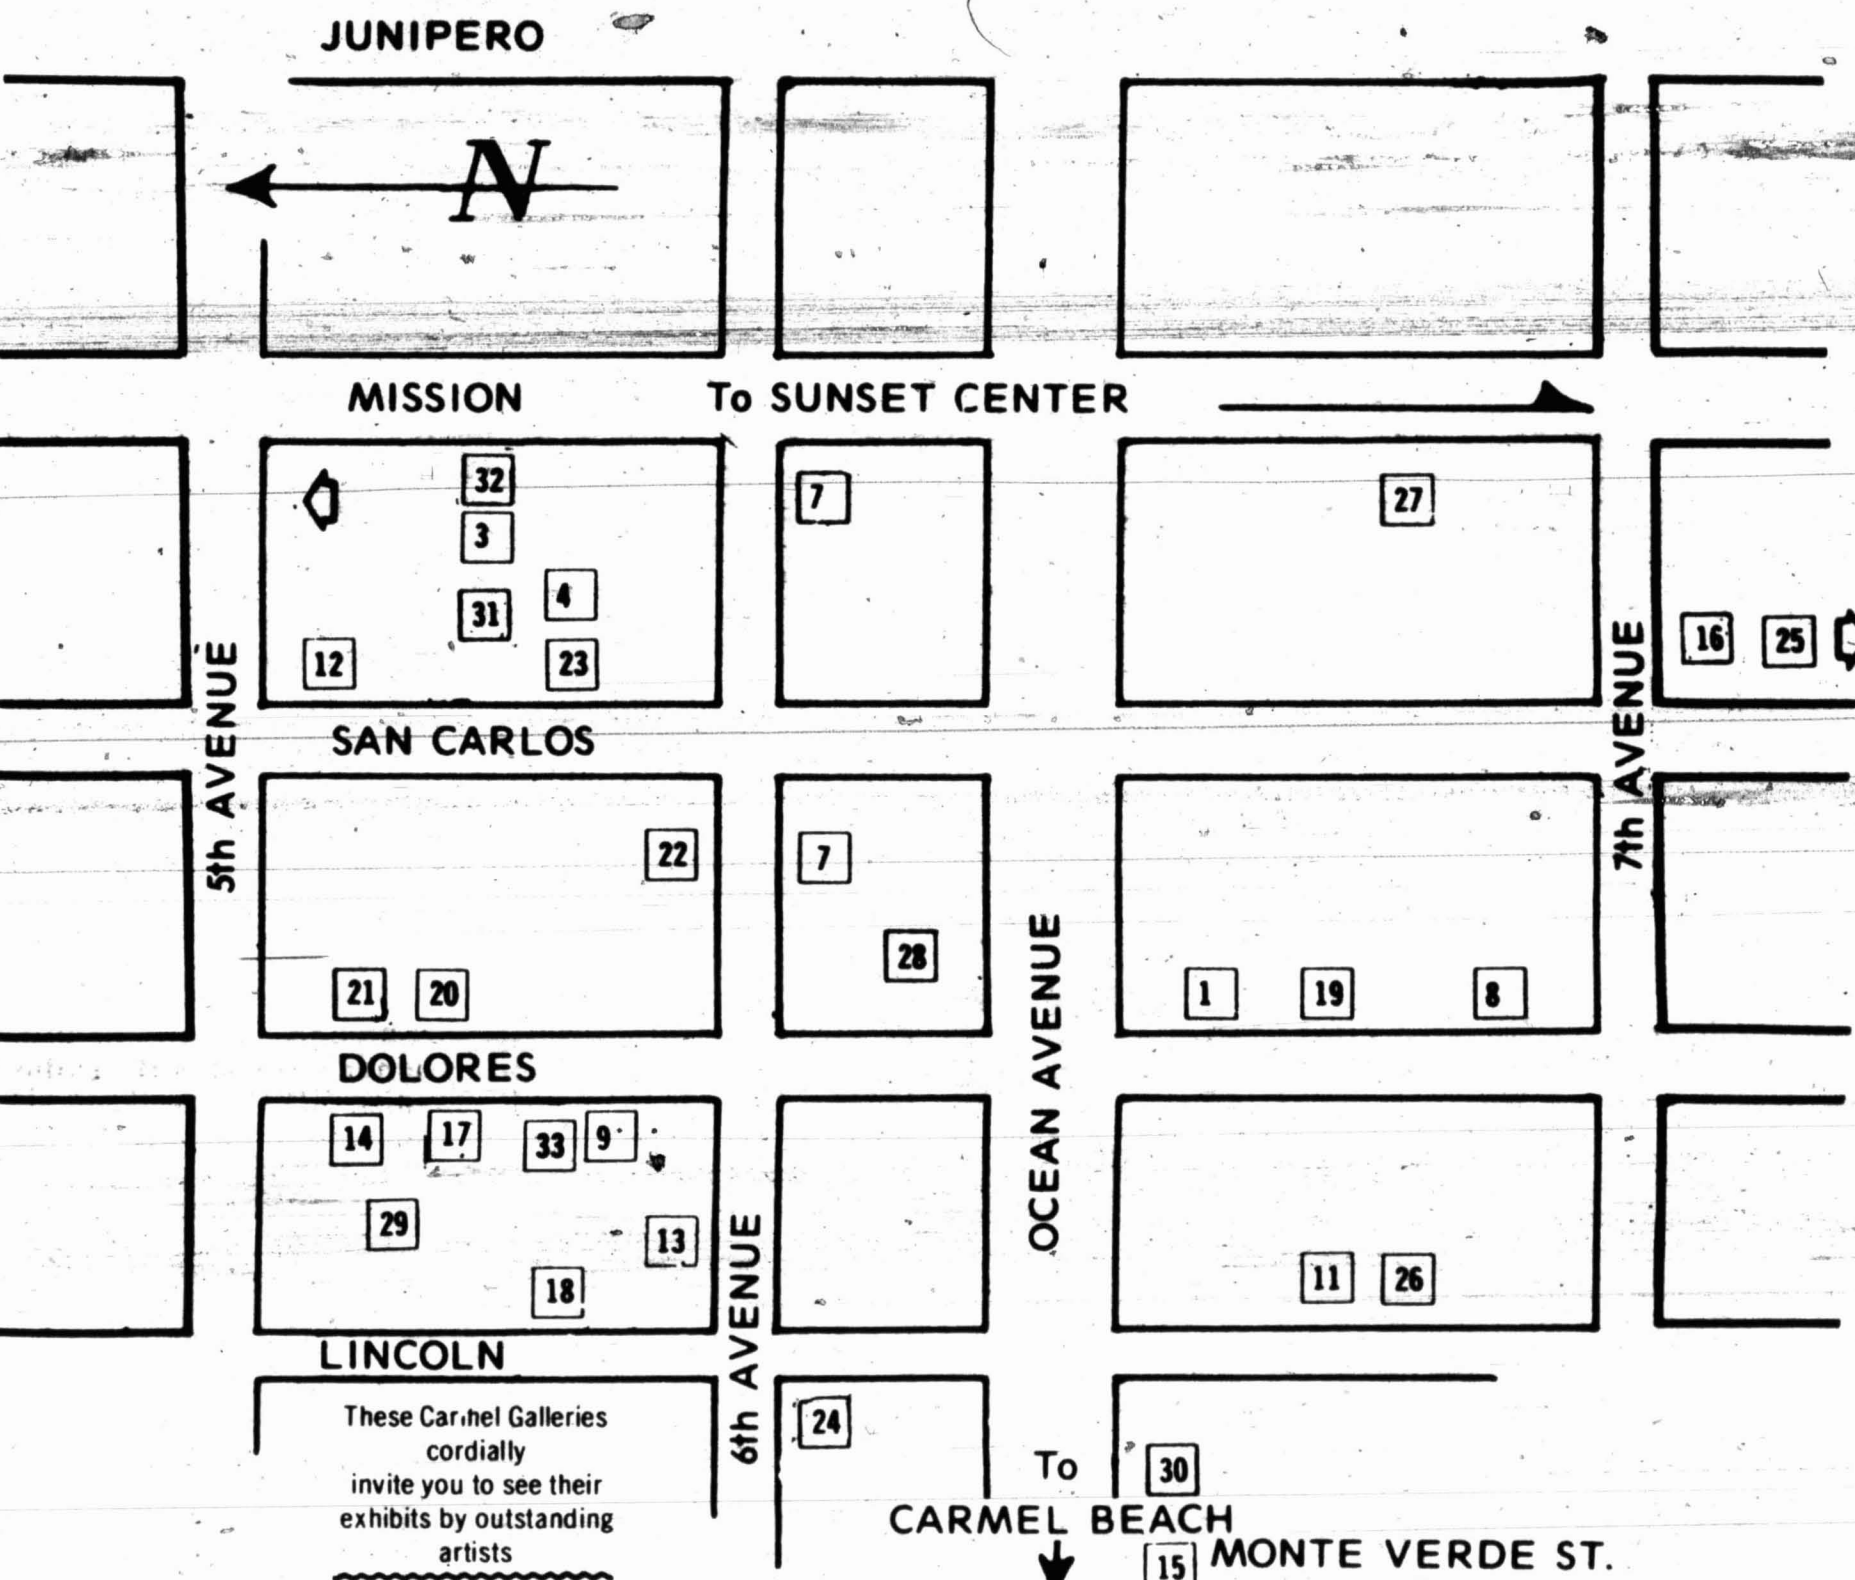 JUNIPERO
N
MISSION To SUNSET CENTER
32
7
27
3
4
31
12
23
16
25
5th AVENUE
7th AVENUE
SAN CARLOS
22
7
28
21
20
1
19
8
OCEAN AVENUE
DOLORES
14
17
33
9
29
13
18
11
26
6th AVENUE
LINCOLN
These Carmel Galleries
cordially
invite you to see their
exhibits by outstanding
artists
24
30
To
CARMEL BEACH
15
MONTE VERDE ST.